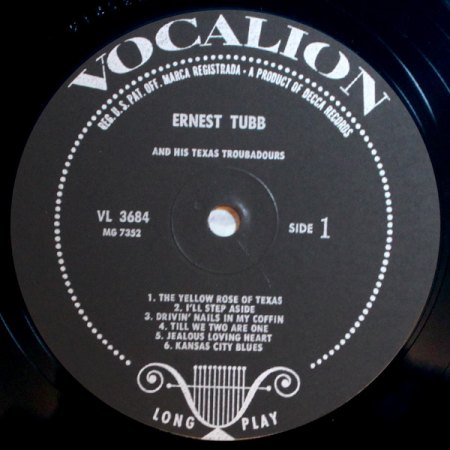 VOCALION
REG. U.S. PAT. OFF. MARCA REGISTRADA • A PRODUCT OF DECCA RECORDS
ERNEST TUBB
AND HIS TEXAS TROUBADOURS
VL 3684
MG 7352
SIDE 1
1. THE YELLOW ROSE OF TEXAS
2. I'LL STEP ASIDE
3. DRIVIN' NAILS IN MY COFFIN
4. TILL WE TWO ARE ONE
5. JEALOUS LOVING HEART
6. KANSAS CITY BLUES
LONG PLAY